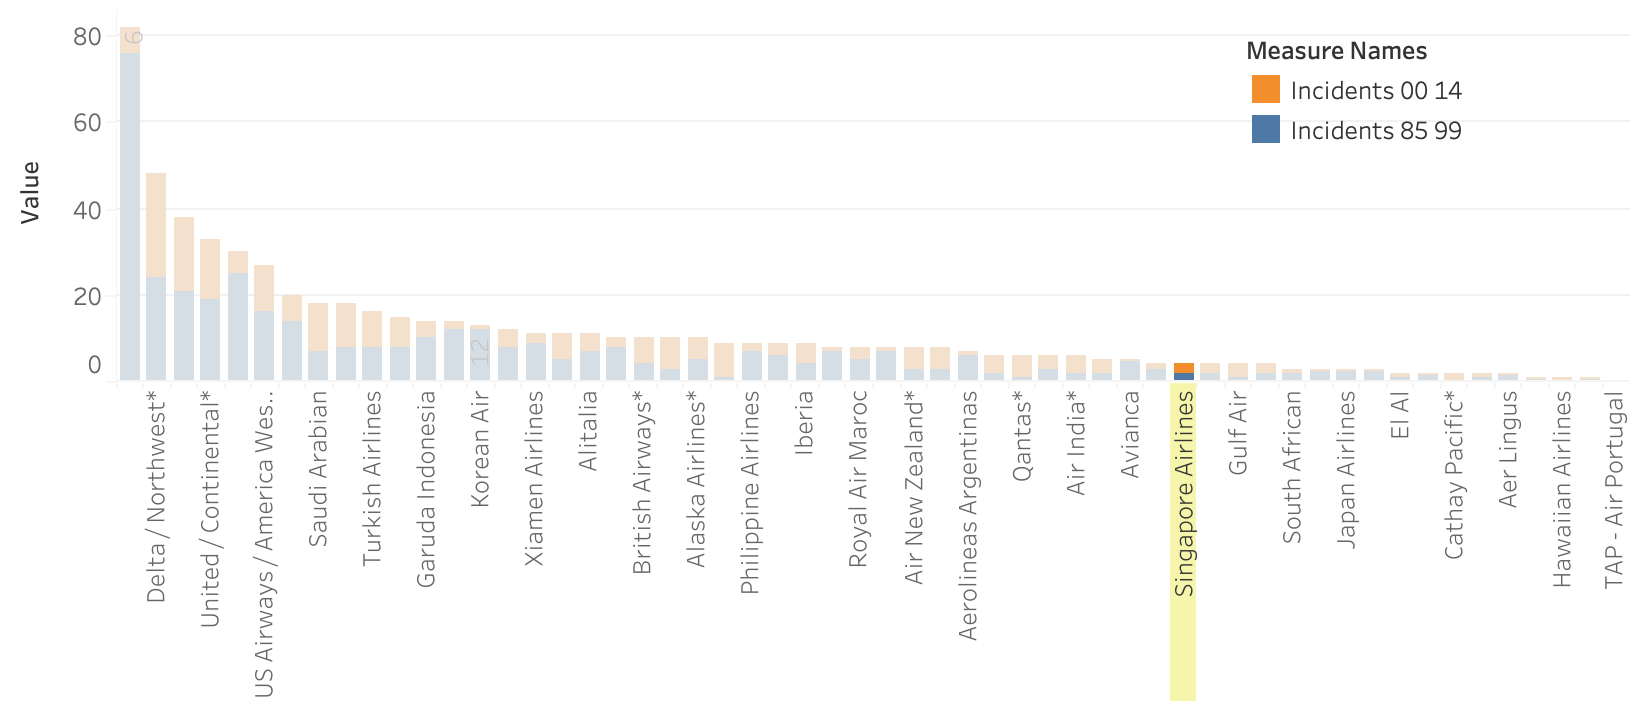 80
60
40
20
0
Value
6
12
Measure Names
Incidents 00 14
Incidents 85 99
Delta / Northwest*
United / Continental*
US Airways / America Wes..
Saudi Arabian
Turkish Airlines
Garuda Indonesia
Korean Air
Xiamen Airlines
Alitalia
British Airways*
Alaska Airlines*
Philippine Airlines
Iberia
Royal Air Maroc
Air New Zealand*
Aerolineas Argentinas
Qantas*
Air India*
Avianca
Singapore Airlines
Gulf Air
South African
Japan Airlines
El Al
Cathay Pacific*
Aer Lingus
Hawaiian Airlines
TAP - Air Portugal